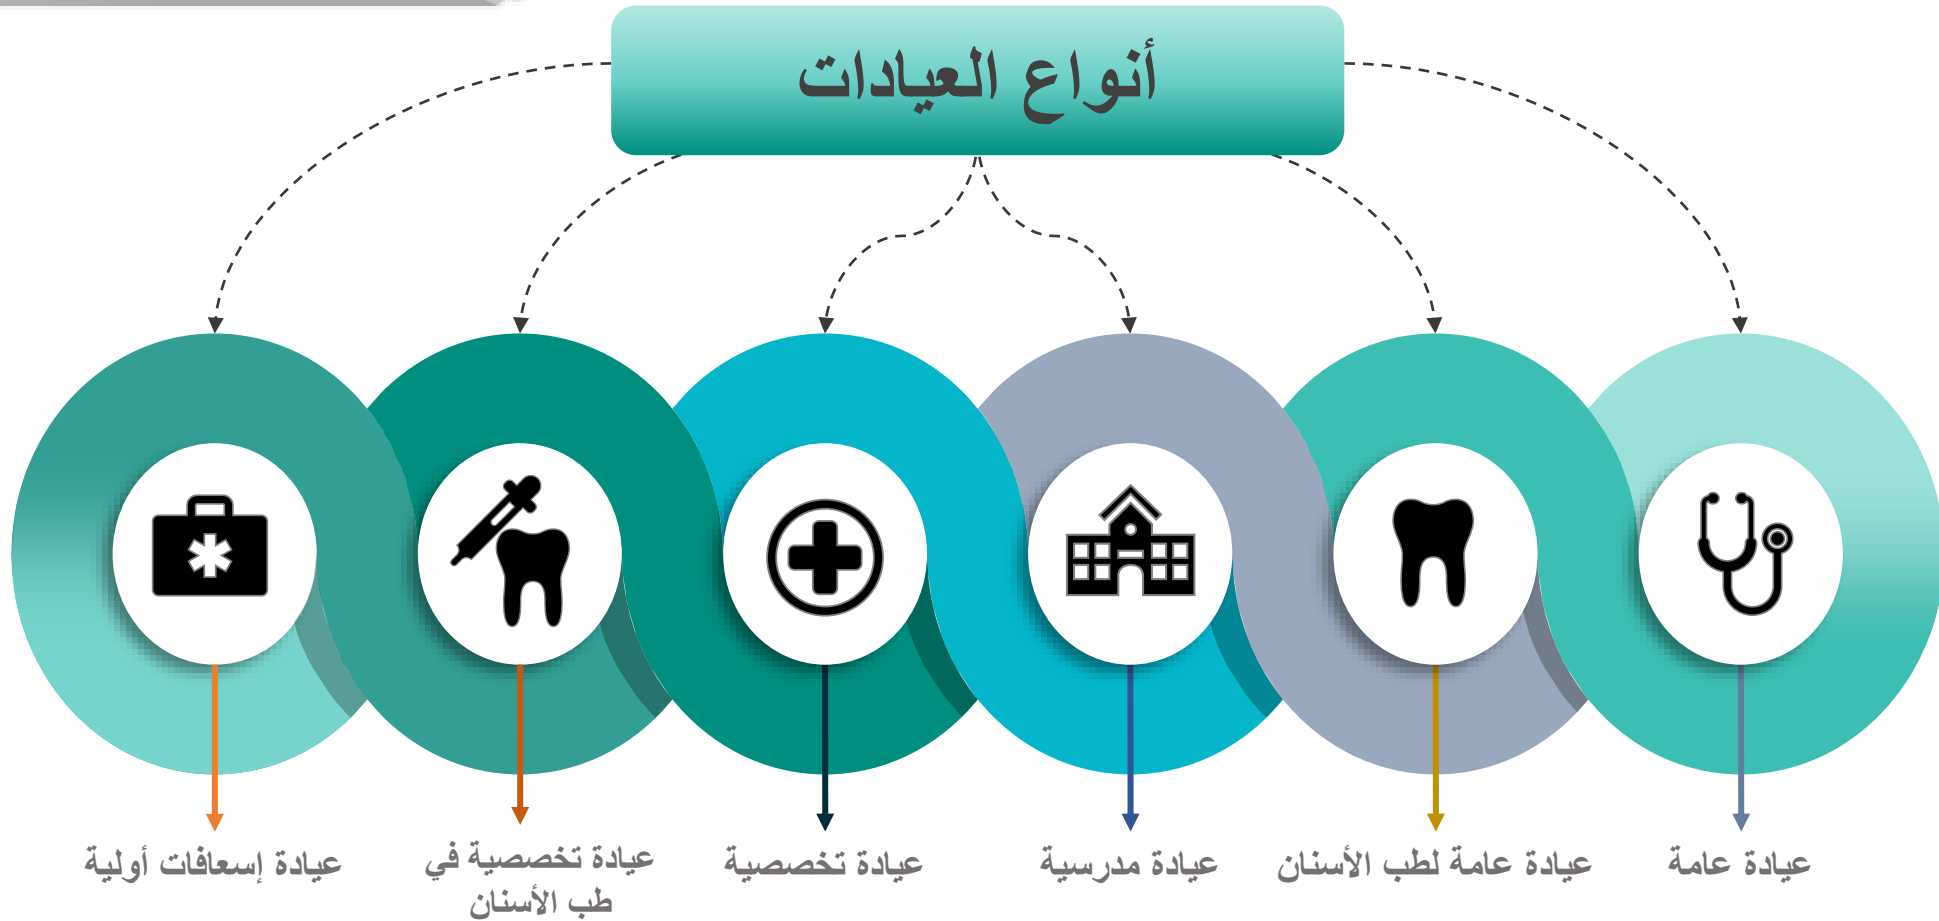 أنواع العيادات
عيادة عامة
عيادة عامة لطب الأسنان
عيادة مدرسية
عيادة تخصصية
عيادة تخصصية في
طب الأسنان
عيادة إسعافات أولية